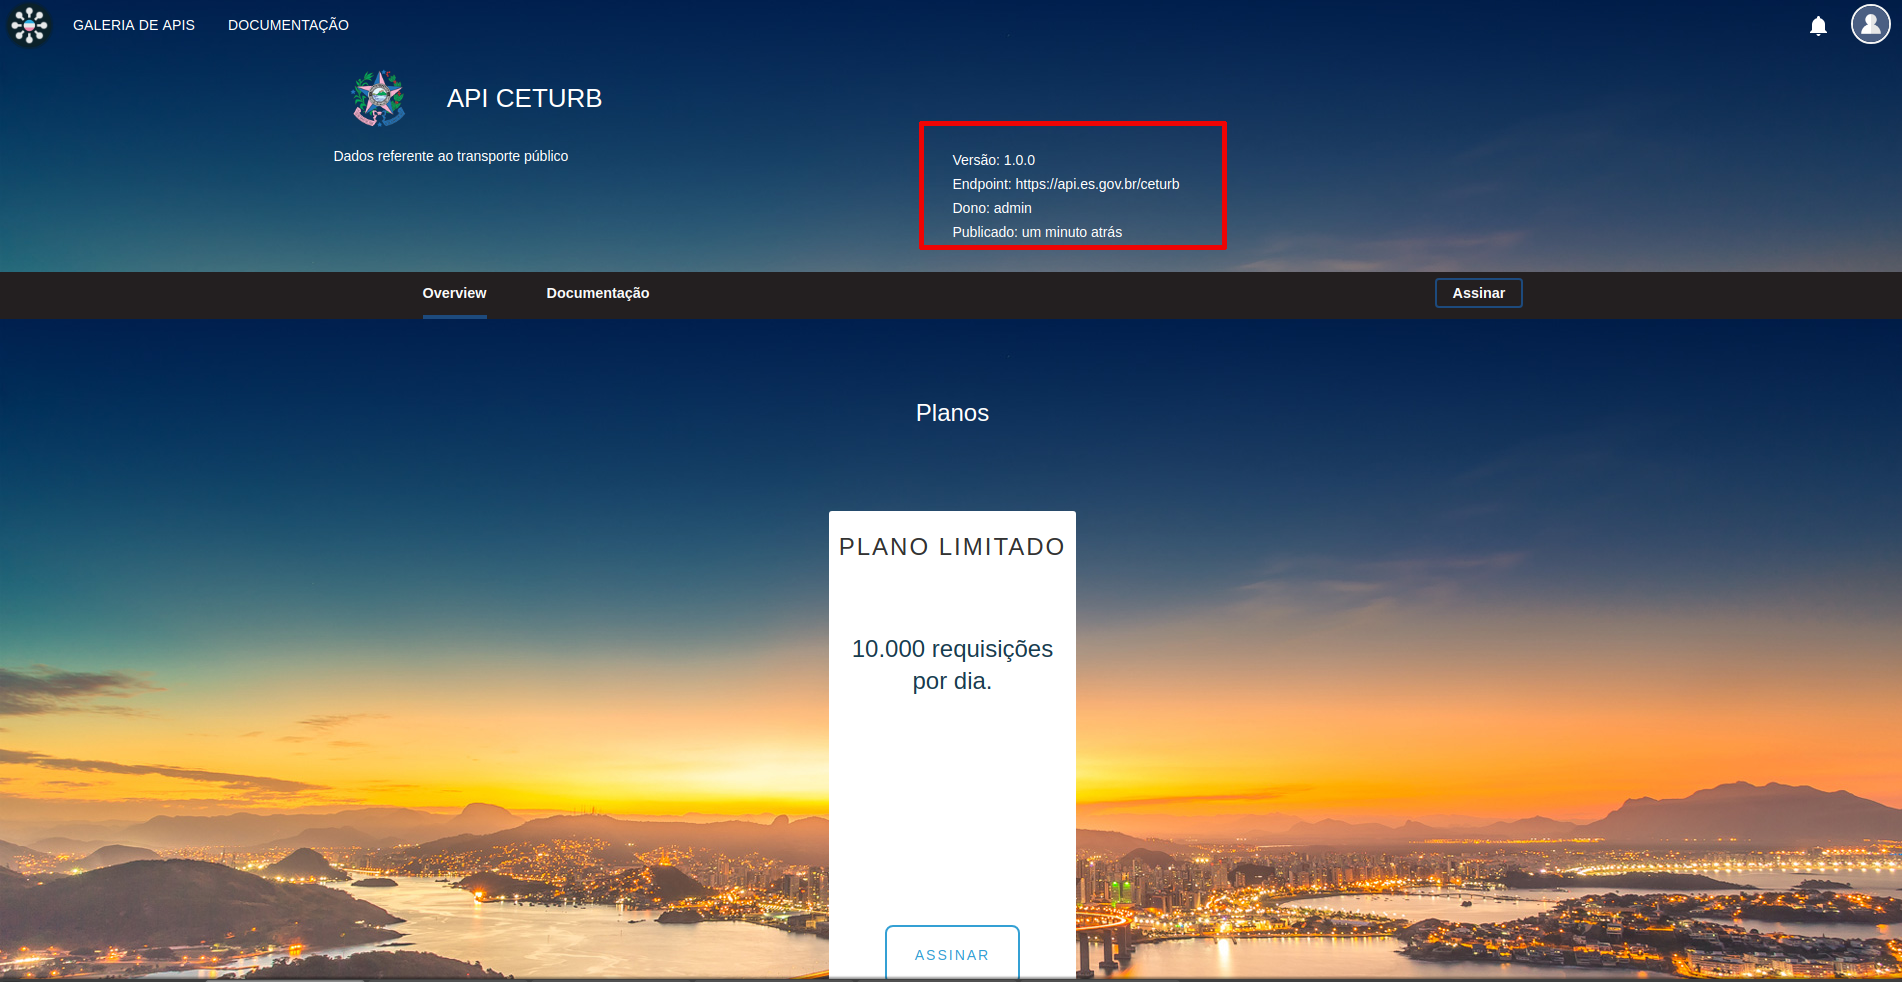 GALERIA DE APIS
DOCUMENTAÇÃO
API CETURB
Dados referente ao transporte público
Versão: 1.0.0
Endpoint: https://api.es.gov.br/ceturb
Dono: admin
Publicado: um minuto atrás
Overview
Documentação
Assinar
Planos
PLANO LIMITADO
10.000 requisições
por dia.
ASSINAR